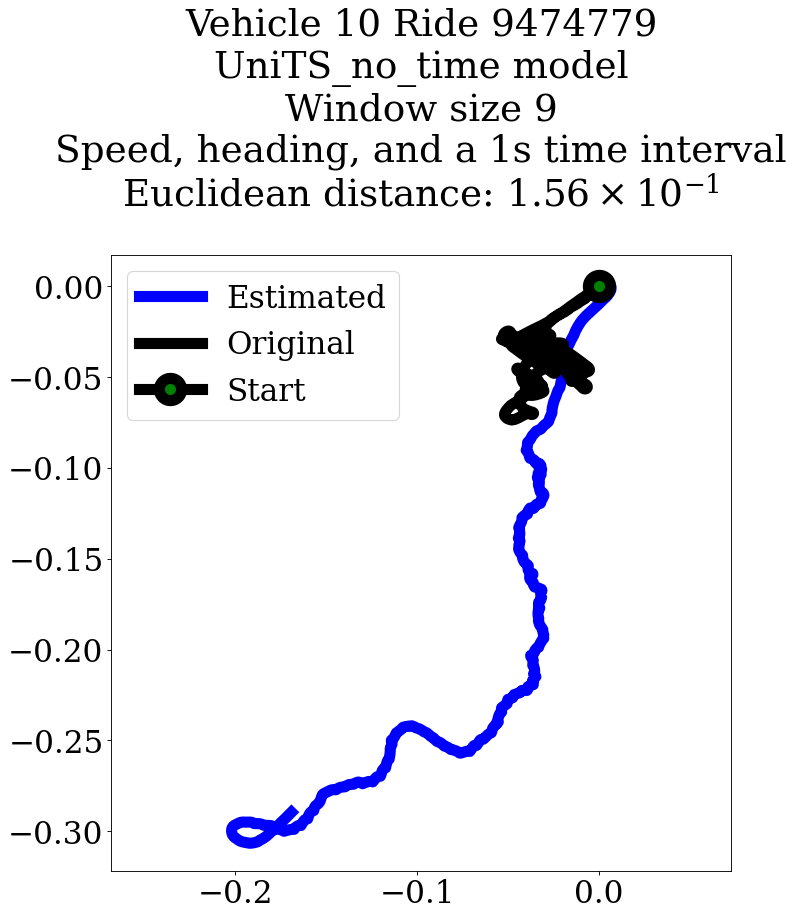 Vehicle 10 Ride 9474779
UniTS_no_time model
Window size 9
Speed, heading, and a 1s time interval
Euclidean distance: 1.56 × 10⁻¹
Estimated
Original
Start
0.00
−0.05
−0.10
−0.15
−0.20
−0.25
−0.30
−0.2 −0.1 0.0